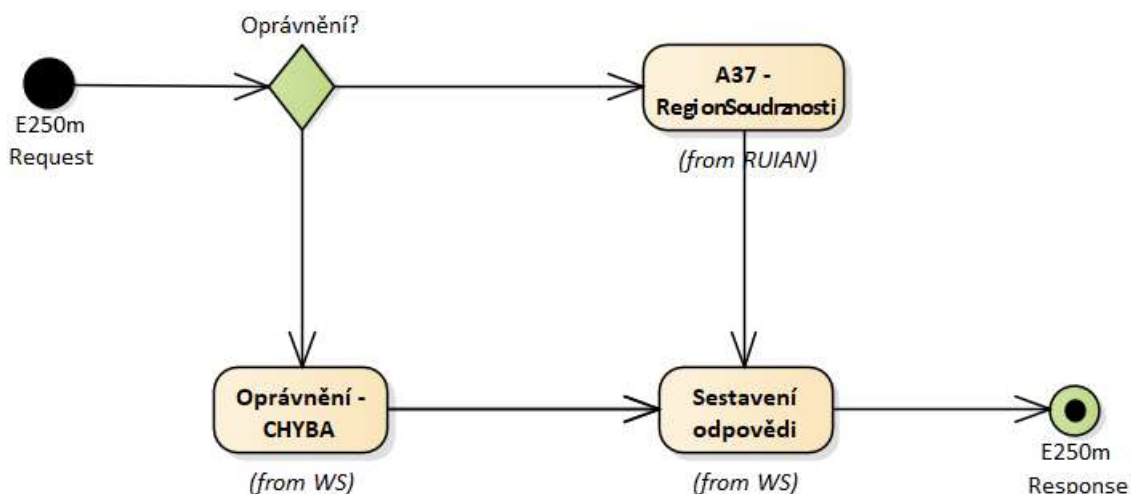 Oprávnění?
E250m
Request
A37 -
RegionSoudrznosti
(from RUIAN)
Oprávnění -
CHYBA
(from WS)
Sestavení
odpovědi
(from WS)
E250m
Response